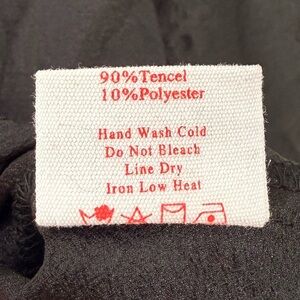 90%Tencel
10%Polyester
Hand Wash Cold
Do Not Bleach
Line Dry
Iron Low Heat